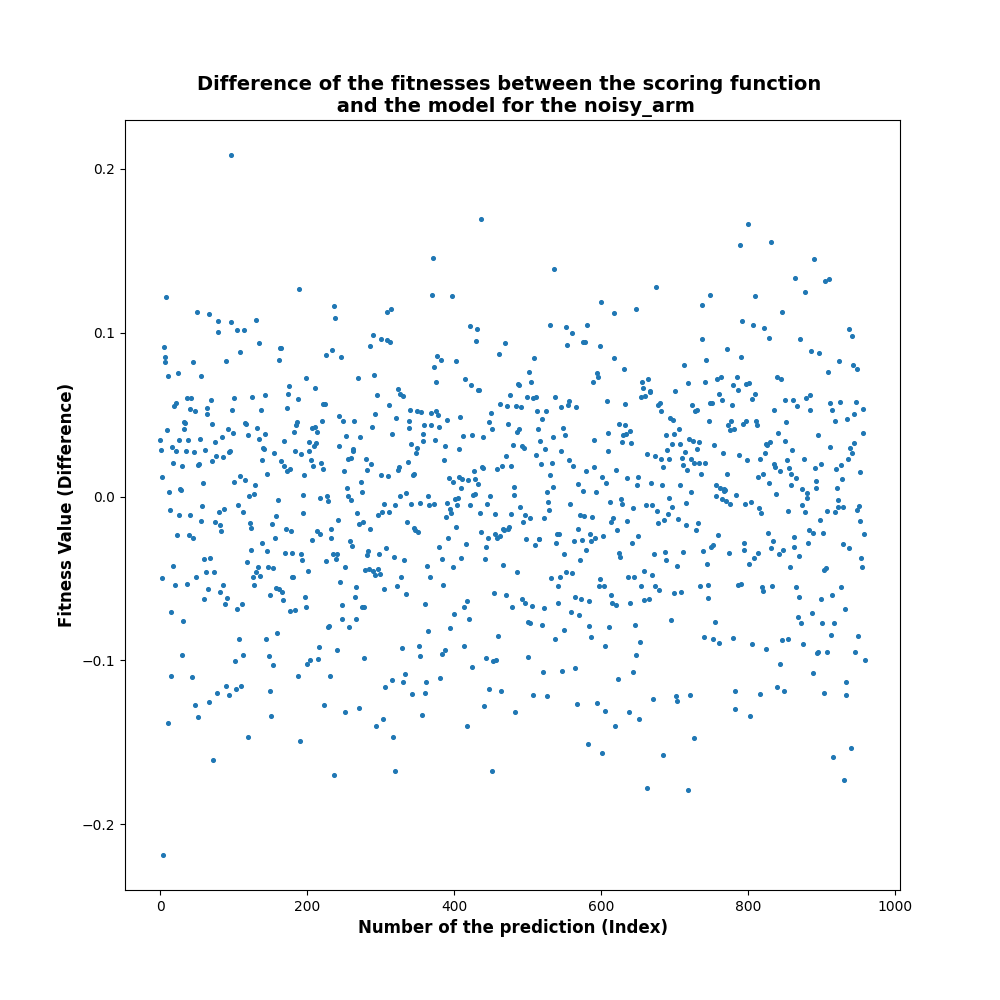 Difference of the fitnesses between the scoring function
and the model for the noisy_arm
0.2
0.1
0.0
−0.1
−0.2
Fitness Value (Difference)
0 200 400 600 800 1000
Number of the prediction (Index)